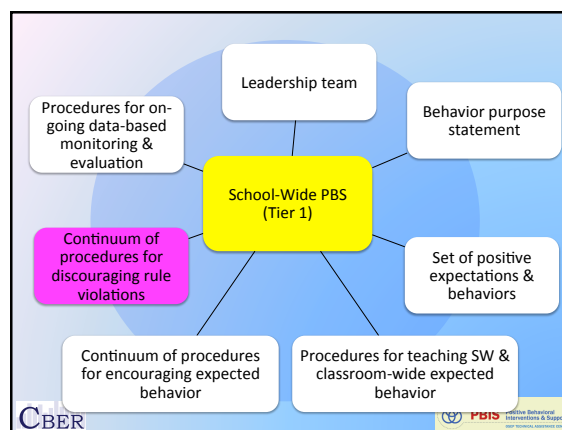 Leadership team
Behavior purpose
statement
Set of positive
expectations &
behaviors
Procedures for teaching SW &
classroom-wide expected
behavior
Continuum of procedures
for encouraging expected
behavior
Continuum of
procedures for
discouraging rule
violations
Procedures for on-
going data-based
monitoring &
evaluation
School-Wide PBS
(Tier 1)
CBER
PBIS
Positive Behavioral
Interventions & Suppo